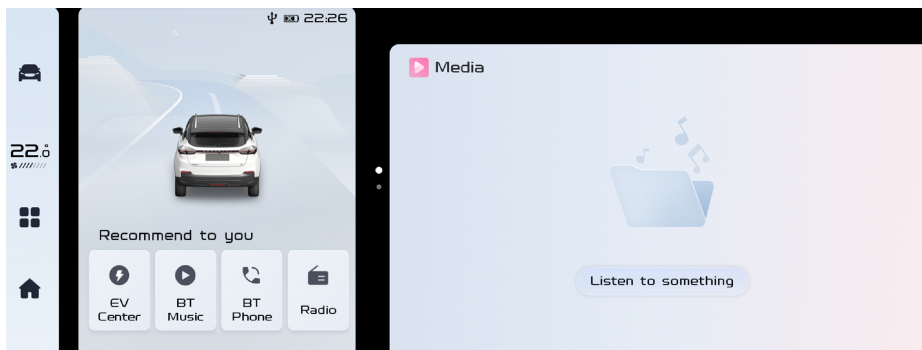 22:26
Media
22.0
Recommend to you
EV
Center
BT
Music
BT
Phone
Radio
Listen to something